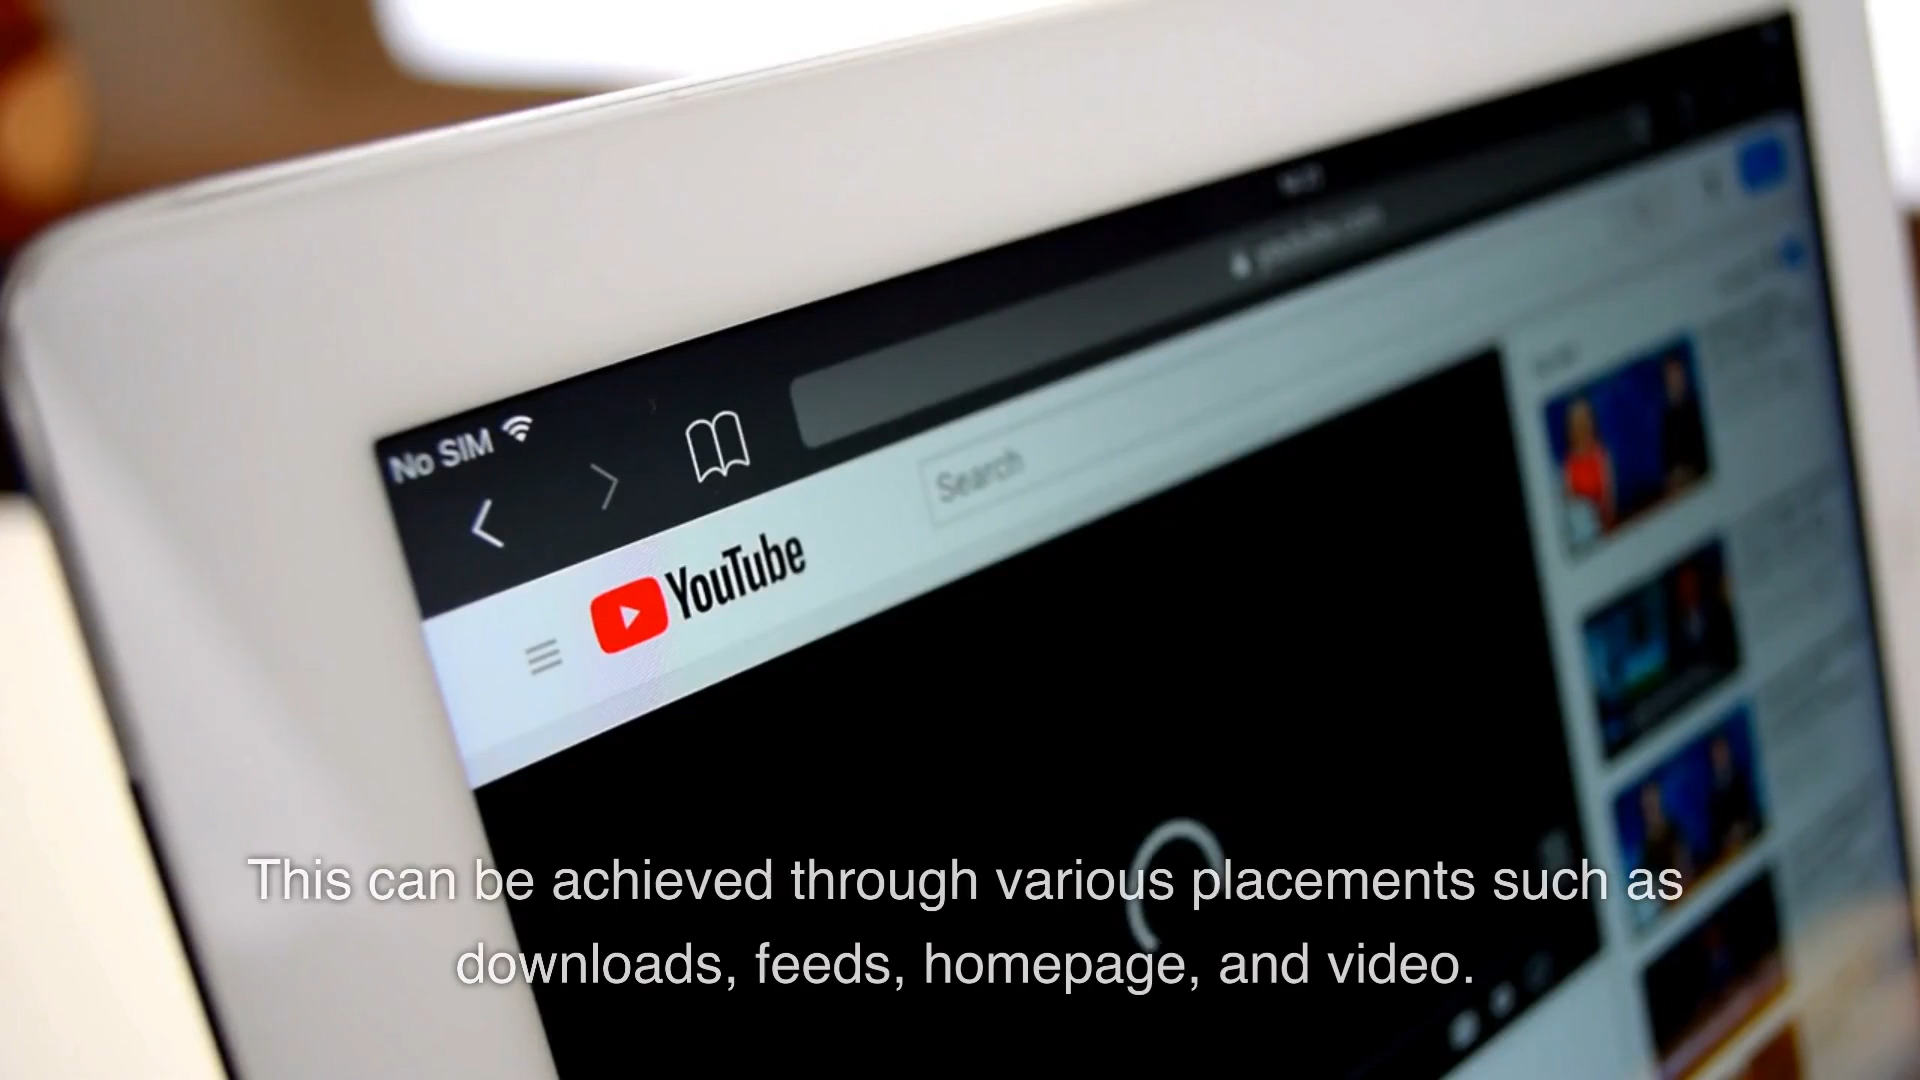 No SIM
Search
YouTube
This can be achieved through various placements such as
downloads, feeds, homepage, and video.